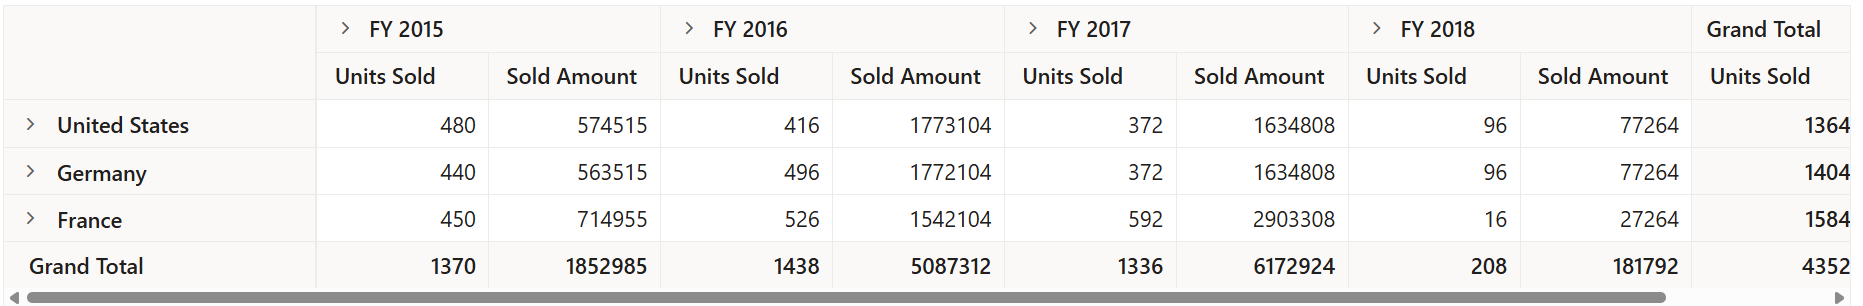 FY 2015 FY 2016 FY 2017 FY 2018 Grand Total
Units Sold Sold Amount Units Sold Sold Amount Units Sold Sold Amount Units Sold Sold Amount Units Sold
United States 480 574515 416 1773104 372 1634808 96 77264 1364
Germany 440 563515 496 1772104 372 1634808 96 77264 1404
France 450 714955 526 1542104 592 2903308 16 27264 1584
Grand Total 1370 1852985 1438 5087312 1336 6172924 208 181792 4352